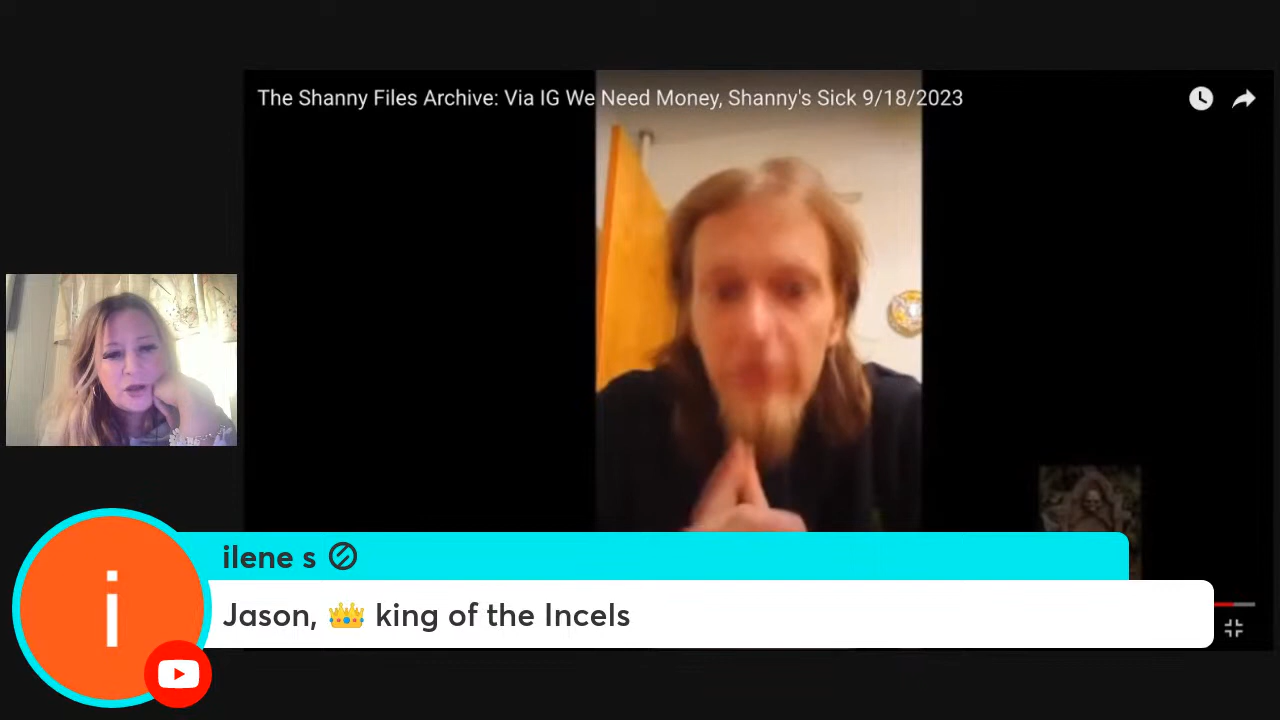 The Shanny Files Archive: Via IG We Need Money, Shanny's Sick 9/18/2023
i
ilene s
Jason, 👑 king of the Incels